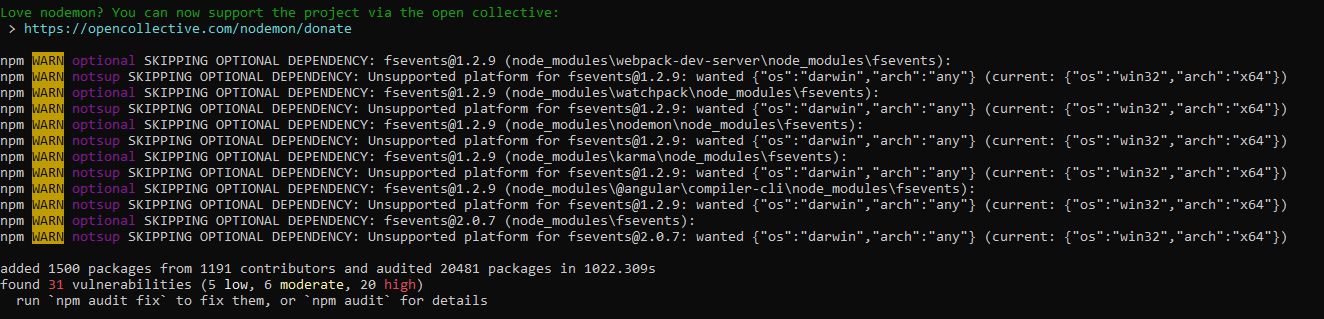 Love nodemon? You can now support the project via the open collective:
 > https://opencollective.com/nodemon/donate
npm WARN optional SKIPPING OPTIONAL DEPENDENCY: fsevents@1.2.9 (node_modules\webpack-dev-server\node_modules\fsevents):
npm WARN notsup SKIPPING OPTIONAL DEPENDENCY: Unsupported platform for fsevents@1.2.9: wanted {"os":"darwin","arch":"any"} (current: {"os":"win32","arch":"x64"})
npm WARN optional SKIPPING OPTIONAL DEPENDENCY: fsevents@1.2.9 (node_modules\watchpack\node_modules\fsevents):
npm WARN notsup SKIPPING OPTIONAL DEPENDENCY: Unsupported platform for fsevents@1.2.9: wanted {"os":"darwin","arch":"any"} (current: {"os":"win32","arch":"x64"})
npm WARN optional SKIPPING OPTIONAL DEPENDENCY: fsevents@1.2.9 (node_modules\nodemon\node_modules\fsevents):
npm WARN notsup SKIPPING OPTIONAL DEPENDENCY: Unsupported platform for fsevents@1.2.9: wanted {"os":"darwin","arch":"any"} (current: {"os":"win32","arch":"x64"})
npm WARN optional SKIPPING OPTIONAL DEPENDENCY: fsevents@1.2.9 (node_modules\karma\node_modules\fsevents):
npm WARN notsup SKIPPING OPTIONAL DEPENDENCY: Unsupported platform for fsevents@1.2.9: wanted {"os":"darwin","arch":"any"} (current: {"os":"win32","arch":"x64"})
npm WARN optional SKIPPING OPTIONAL DEPENDENCY: fsevents@1.2.9 (node_modules\@angular\compiler-cli\node_modules\fsevents):
npm WARN notsup SKIPPING OPTIONAL DEPENDENCY: Unsupported platform for fsevents@1.2.9: wanted {"os":"darwin","arch":"any"} (current: {"os":"win32","arch":"x64"})
npm WARN optional SKIPPING OPTIONAL DEPENDENCY: fsevents@2.0.7 (node_modules\fsevents):
npm WARN notsup SKIPPING OPTIONAL DEPENDENCY: Unsupported platform for fsevents@2.0.7: wanted {"os":"darwin","arch":"any"} (current: {"os":"win32","arch":"x64"})
added 1500 packages from 1191 contributors and audited 20481 packages in 1022.309s
found 31 vulnerabilities (5 low, 6 moderate, 20 high)
  run `npm audit fix` to fix them, or `npm audit` for details